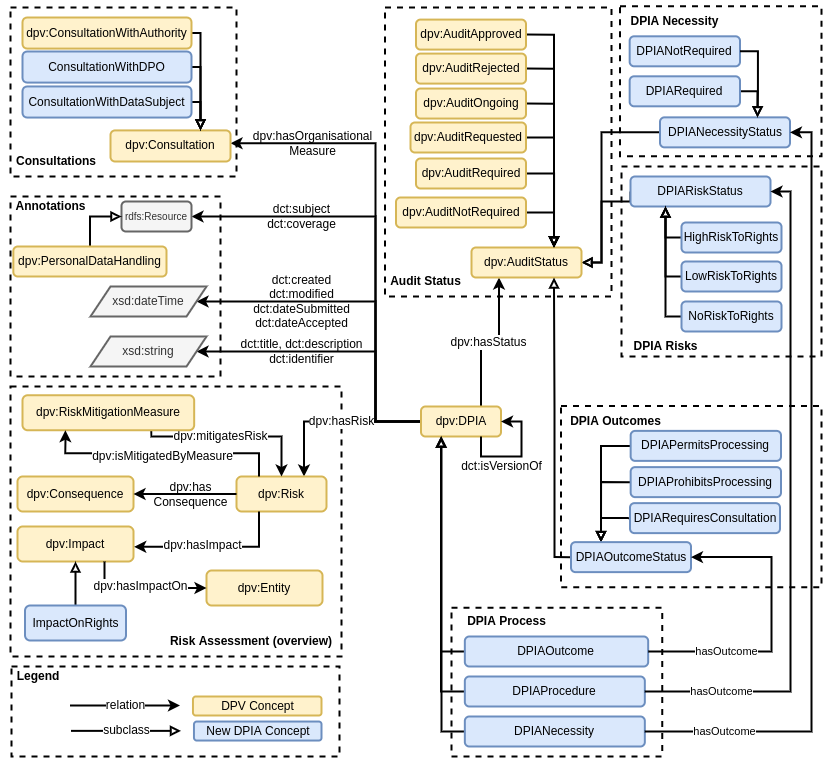 dpv:ConsultationWithAuthority
ConsultationWithDPO
ConsultationWithDataSubject
dpv:Consultation
Consultations
dpv:hasOrganisational
Measure
Annotations
rdfs:Resource
dpv:PersonalDataHandling
xsd:dateTime
xsd:string
dct:subject
dct:coverage
dct:created
dct:modified
dct:dateSubmitted
dct:dateAccepted
dct:title, dct:description
dct:identifier
dpv:AuditApproved
dpv:AuditRejected
dpv:AuditOngoing
dpv:AuditRequested
dpv:AuditRequired
dpv:AuditNotRequired
dpv:AuditStatus
Audit Status
DPIA Necessity
DPIANotRequired
DPIARequired
DPIANecessityStatus
DPIARiskStatus
HighRiskToRights
LowRiskToRights
NoRiskToRights
DPIA Risks
dpv:hasStatus
dpv:DPIA
dct:isVersionOf
dpv:hasRisk
dpv:RiskMitigationMeasure
dpv:mitigatesRisk
dpv:isMitigatedByMeasure
dpv:Consequence
dpv:has
Consequence
dpv:Risk
dpv:Impact
dpv:hasImpact
dpv:hasImpactOn
dpv:Entity
ImpactOnRights
Risk Assessment (overview)
DPIA Outcomes
DPIAPermitsProcessing
DPIAProhibitsProcessing
DPIARequiresConsultation
DPIAOutcomeStatus
DPIA Process
DPIAOutcome
hasOutcome
DPIAProcedure
hasOutcome
DPIANecessity
hasOutcome
Legend
relation
DPV Concept
subclass
New DPIA Concept